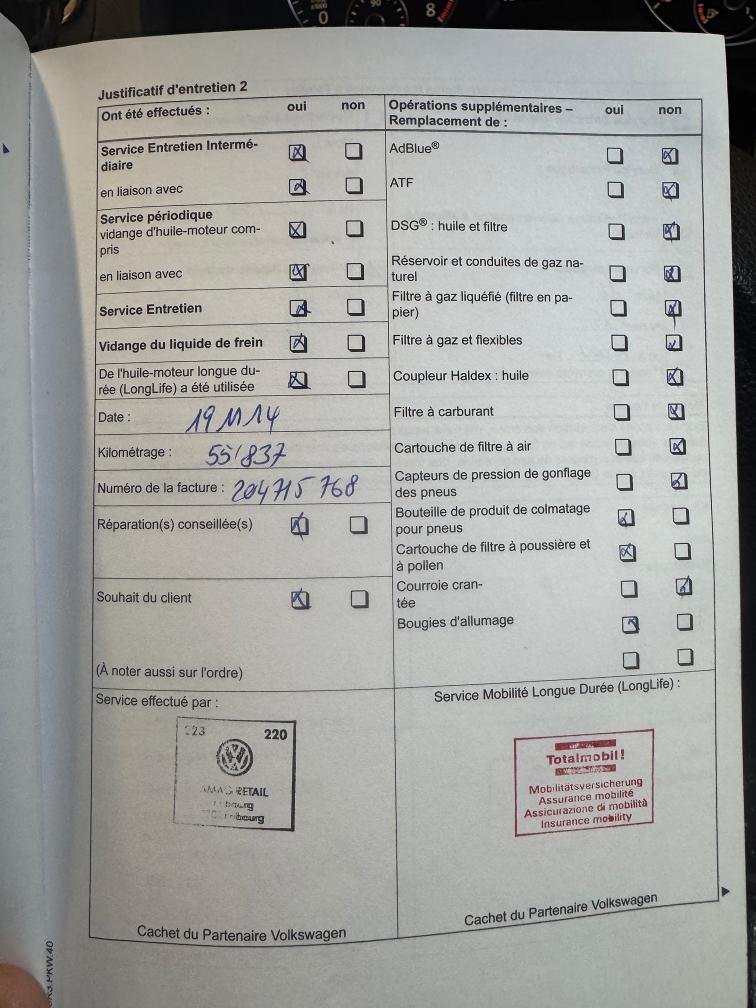 0
8
Justificatif d'entretien 2
Ont été effectués : oui non
Service Entretien Intermé-
diaire
en liaison avec
Service périodique
vidange d'huile-moteur com-
pris
en liaison avec
Service Entretien
Vidange du liquide de frein
De l'huile-moteur longue du-
rée (LongLife) a été utilisée
Date : 19 11 14
Kilométrage : 55'837
Numéro de la facture : 204715 768
Réparation(s) conseillée(s)
Souhait du client
(À noter aussi sur l'ordre)
Service effectué par :
223 220
AMAG RETAIL
Cachet du Partenaire Volkswagen
Opérations supplémentaires – oui non
Remplacement de :
AdBlue®
ATF
DSG® : huile et filtre
Réservoir et conduites de gaz na-
turel
Filtre à gaz liquéfié (filtre en pa-
pier)
Filtre à gaz et flexibles
Coupleur Haldex : huile
Filtre à carburant
Cartouche de filtre à air
Capteurs de pression de gonflage
des pneus
Bouteille de produit de colmatage
pour pneus
Cartouche de filtre à poussière et
à pollen
Courroie cran-
tée
Bougies d'allumage
Service Mobilité Longue Durée (LongLife) :
Totalmobil!
Mobilitätsversicherung
Assurance mobilité
Assicurazione di mobilità
Insurance mobility
Cachet du Partenaire Volkswagen